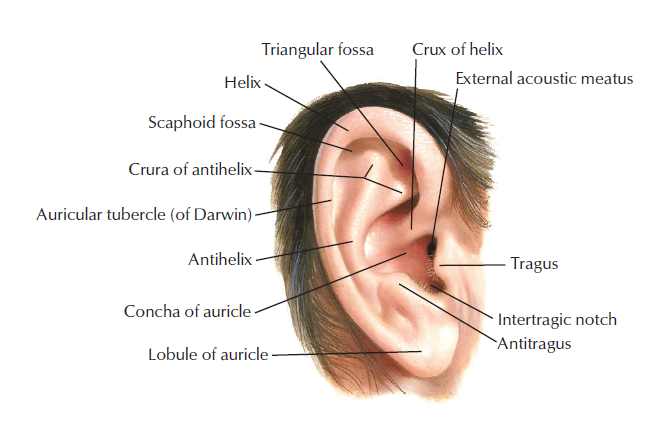 Triangular fossa
Crux of helix
Helix
External acoustic meatus
Scaphoid fossa
Crura of antihelix
Auricular tubercle (of Darwin)
Antihelix
Tragus
Concha of auricle
Intertragic notch
Antitragus
Lobule of auricle